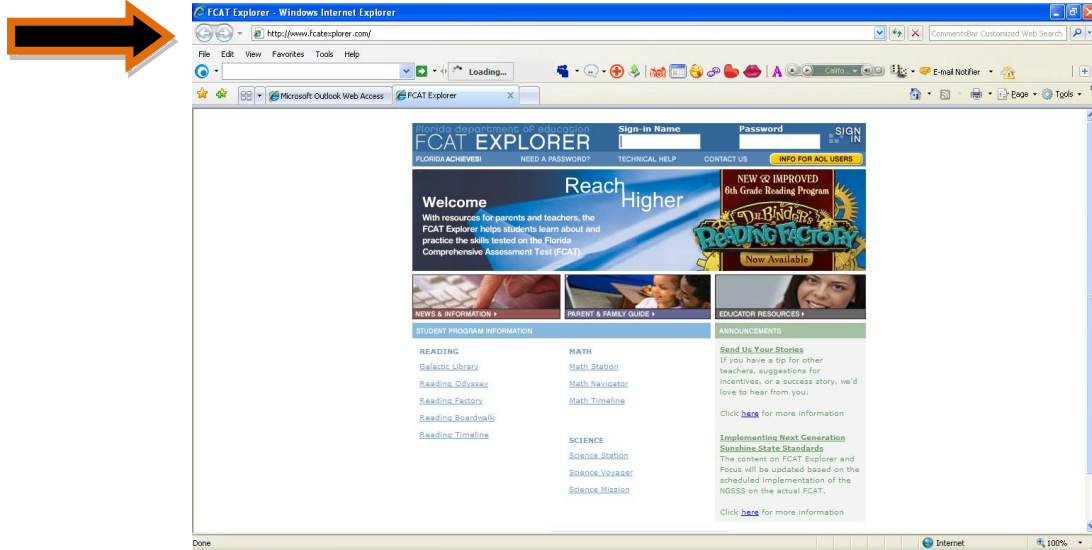 FCAT Explorer - Windows Internet Explorer
http://www.fcatexplorer.com/
CommentsBar Customized Web Search
File Edit View Favorites Tools Help
Loading...
A
E-mail Notifier
Microsoft Outlook Web Access
FCAT Explorer
X
Page
Tools
Florida department of education
FCAT EXPLORER
Sign-in Name
Password
SIGN IN
FLORIDA ACHIEVES!
NEED A PASSWORD?
TECHNICAL HELP
CONTACT US
INFO FOR AOL USERS
Reach
Higher
Welcome
With resources for parents and teachers, the
FCAT Explorer helps students learn about and
practice the skills tested on the Florida
Comprehensive Assessment Test (FCAT).
NEW & IMPROVED
6th Grade Reading Program
DR. BINDER'S
READING FACTORY
Now Available
NEWS & INFORMATION
PARENT & FAMILY GUIDE
EDUCATOR RESOURCES
STUDENT PROGRAM INFORMATION
READING
Galactic Library
Reading Odyssey
Reading Factory
Reading Boardwalk
Reading Timeline
MATH
Math Station
Math Navigator
Math Timeline
SCIENCE
Science Station
Science Voyager
Science Mission
ANNOUNCEMENTS
Send Us Your Stories
If you have a tip for other
teachers, suggestions for
incentives, or a success story, we'd
love to hear from you.
Click here for more information
Implementing Next Generation
Sunshine State Standards
The content on FCAT Explorer and
Focus will be updated based on the
scheduled implementation of the
NGSSS on the actual FCAT.
Click here for more information
Done
Internet
100%